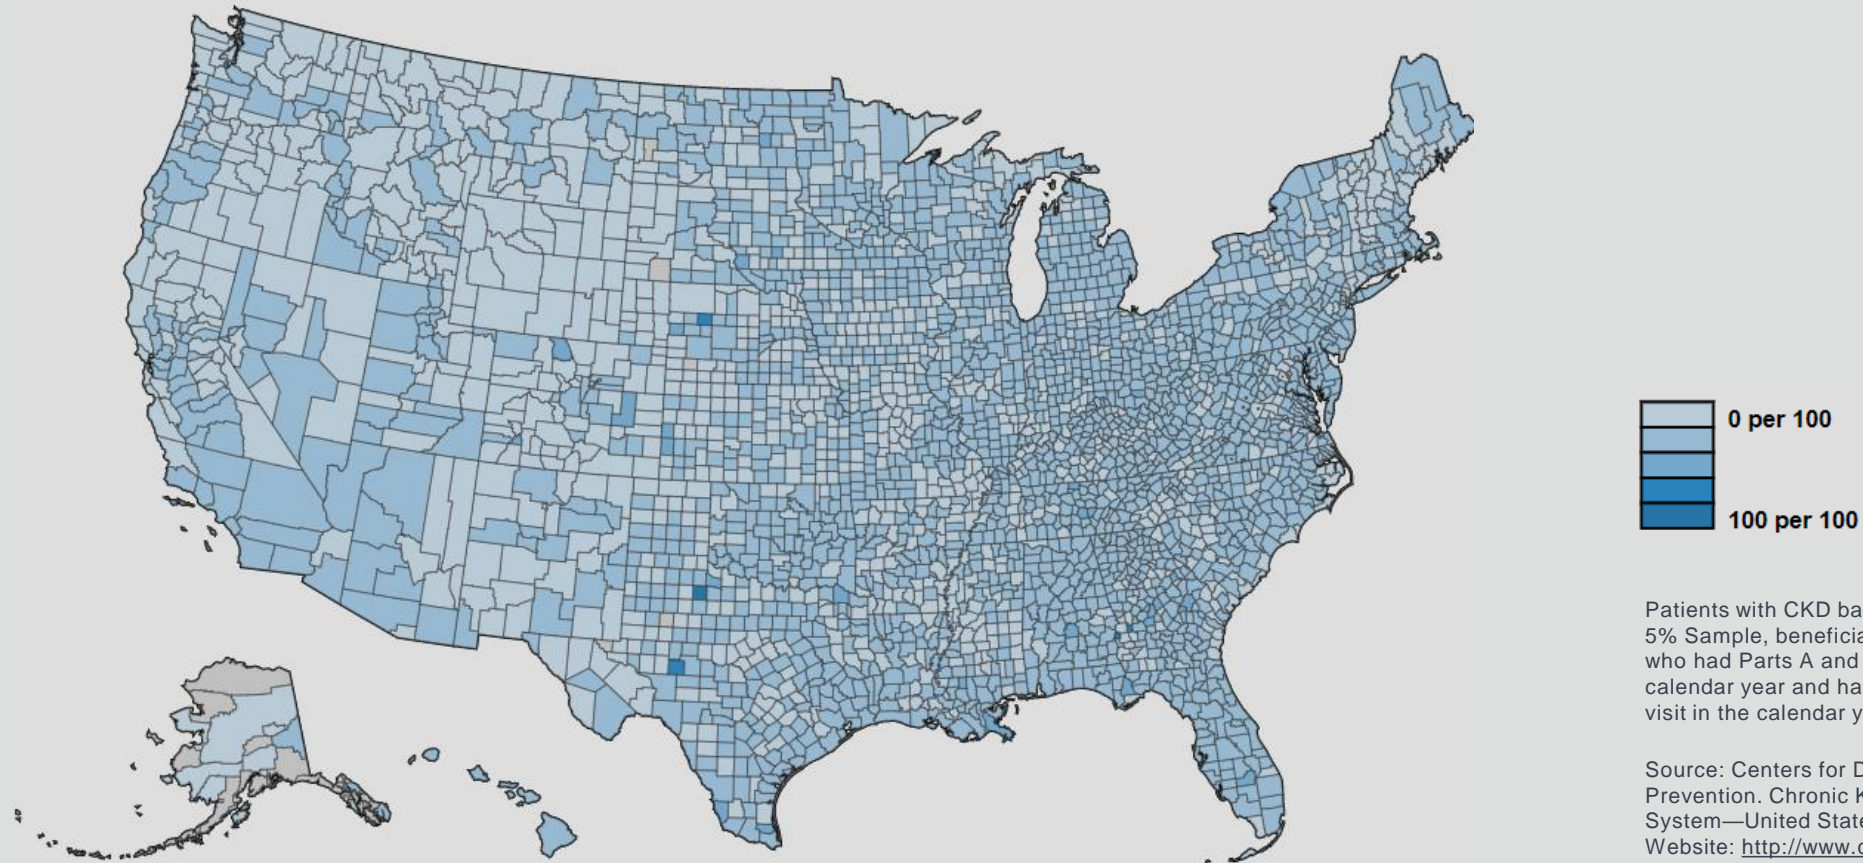 0 per 100
100 per 100
Patients with CKD ba
5% Sample, beneficia
who had Parts A and
calendar year and ha
visit in the calendar y
Source: Centers for D
Prevention. Chronic K
System—United State
Website: http://www.c